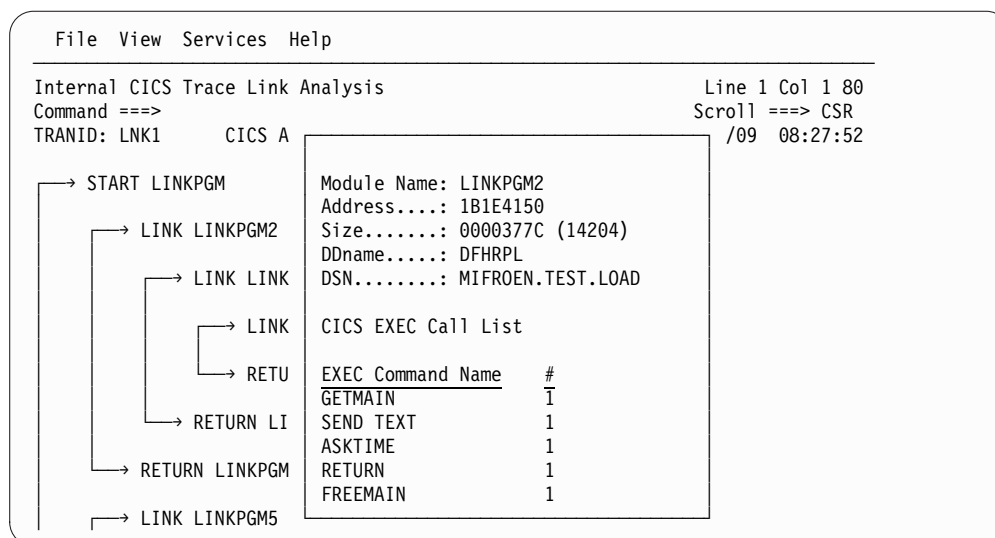 File View Services Help
Internal CICS Trace Link Analysis Line 1 Col 1 80
Command ===> Scroll ===> CSR
TRANID: LNK1 CICS A /09 08:27:52
START LINKPGM Module Name: LINKPGM2
Address....: 1B1E4150
LINK LINKPGM2 Size.......: 0000377C (14204)
DDname.....: DFHRPL
LINK LINK DSN........: MIFROEN.TEST.LOAD
LINK CICS EXEC Call List
RETU EXEC Command Name #
GETMAIN 1
RETURN LI SEND TEXT 1
ASKTIME 1
RETURN LINKPGM RETURN 1
FREEMAIN 1
LINK LINKPGM5